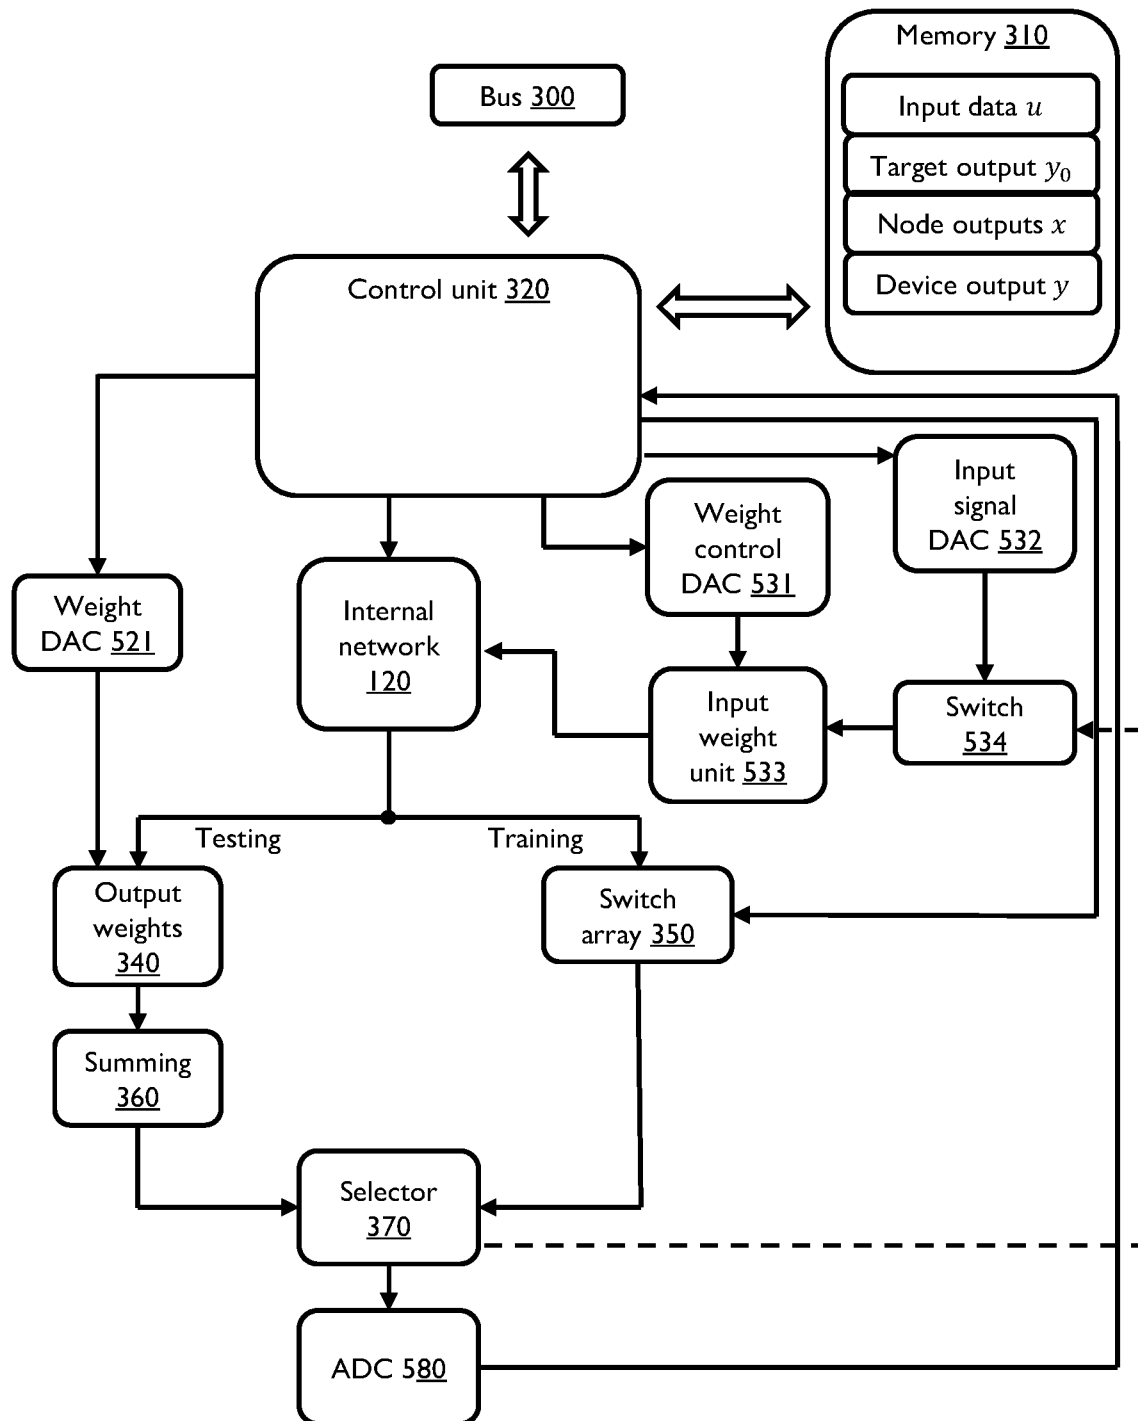 Memory 310
Bus 300
Input data u
Target output y₀
Node outputs x
Device output y
Control unit 320
Input
signal
DAC 532
Weight
control
DAC 531
Weight
DAC 521
Internal
network
120
Input
weight
unit 533
Switch
534
Testing
Training
Output
weights
340
Switch
array 350
Summing
360
Selector
370
ADC 580